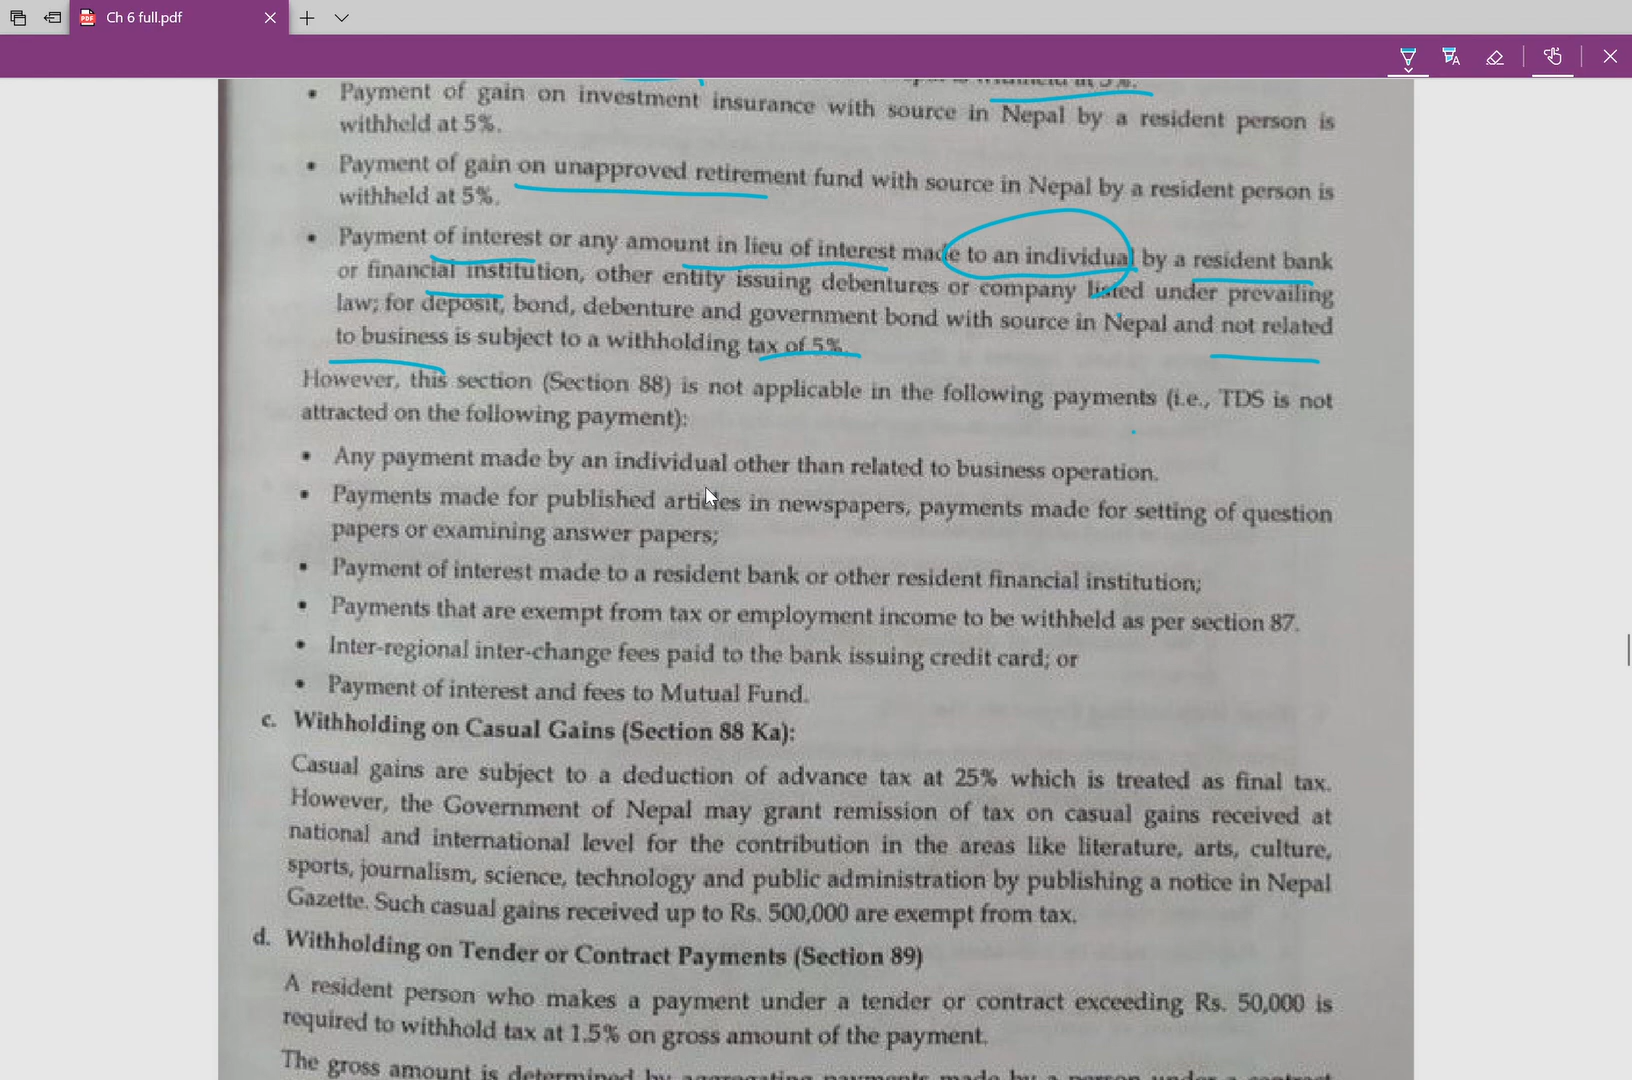 Ch 6 full.pdf
withheld at 5%.
• Payment of gain on investment insurance with source in Nepal by a resident person is
withheld at 5%.
• Payment of gain on unapproved retirement fund with source in Nepal by a resident person is
withheld at 5%.
• Payment of interest or any amount in lieu of interest made to an individual by a resident bank
or financial institution, other entity issuing debentures or company listed under prevailing
law; for deposit, bond, debenture and government bond with source in Nepal and not related
to business is subject to a withholding tax of 5%.
However, this section (Section 88) is not applicable in the following payments (i.e., TDS is not
attracted on the following payment):
• Any payment made by an individual other than related to business operation.
• Payments made for published articles in newspapers, payments made for setting of question
papers or examining answer papers;
• Payment of interest made to a resident bank or other resident financial institution;
• Payments that are exempt from tax or employment income to be withheld as per section 87.
• Inter-regional inter-change fees paid to the bank issuing credit card; or
• Payment of interest and fees to Mutual Fund.
c. Withholding on Casual Gains (Section 88 Ka):
Casual gains are subject to a deduction of advance tax at 25% which is treated as final tax.
However, the Government of Nepal may grant remission of tax on casual gains received at
national and international level for the contribution in the areas like literature, arts, culture,
sports, journalism, science, technology and public administration by publishing a notice in Nepal
Gazette. Such casual gains received up to Rs. 500,000 are exempt from tax.
d. Withholding on Tender or Contract Payments (Section 89)
A resident person who makes a payment under a tender or contract exceeding Rs. 50,000 is
required to withhold tax at 1.5% on gross amount of the payment.
The gross amount is determined by aggregating payments made by a person under a contract